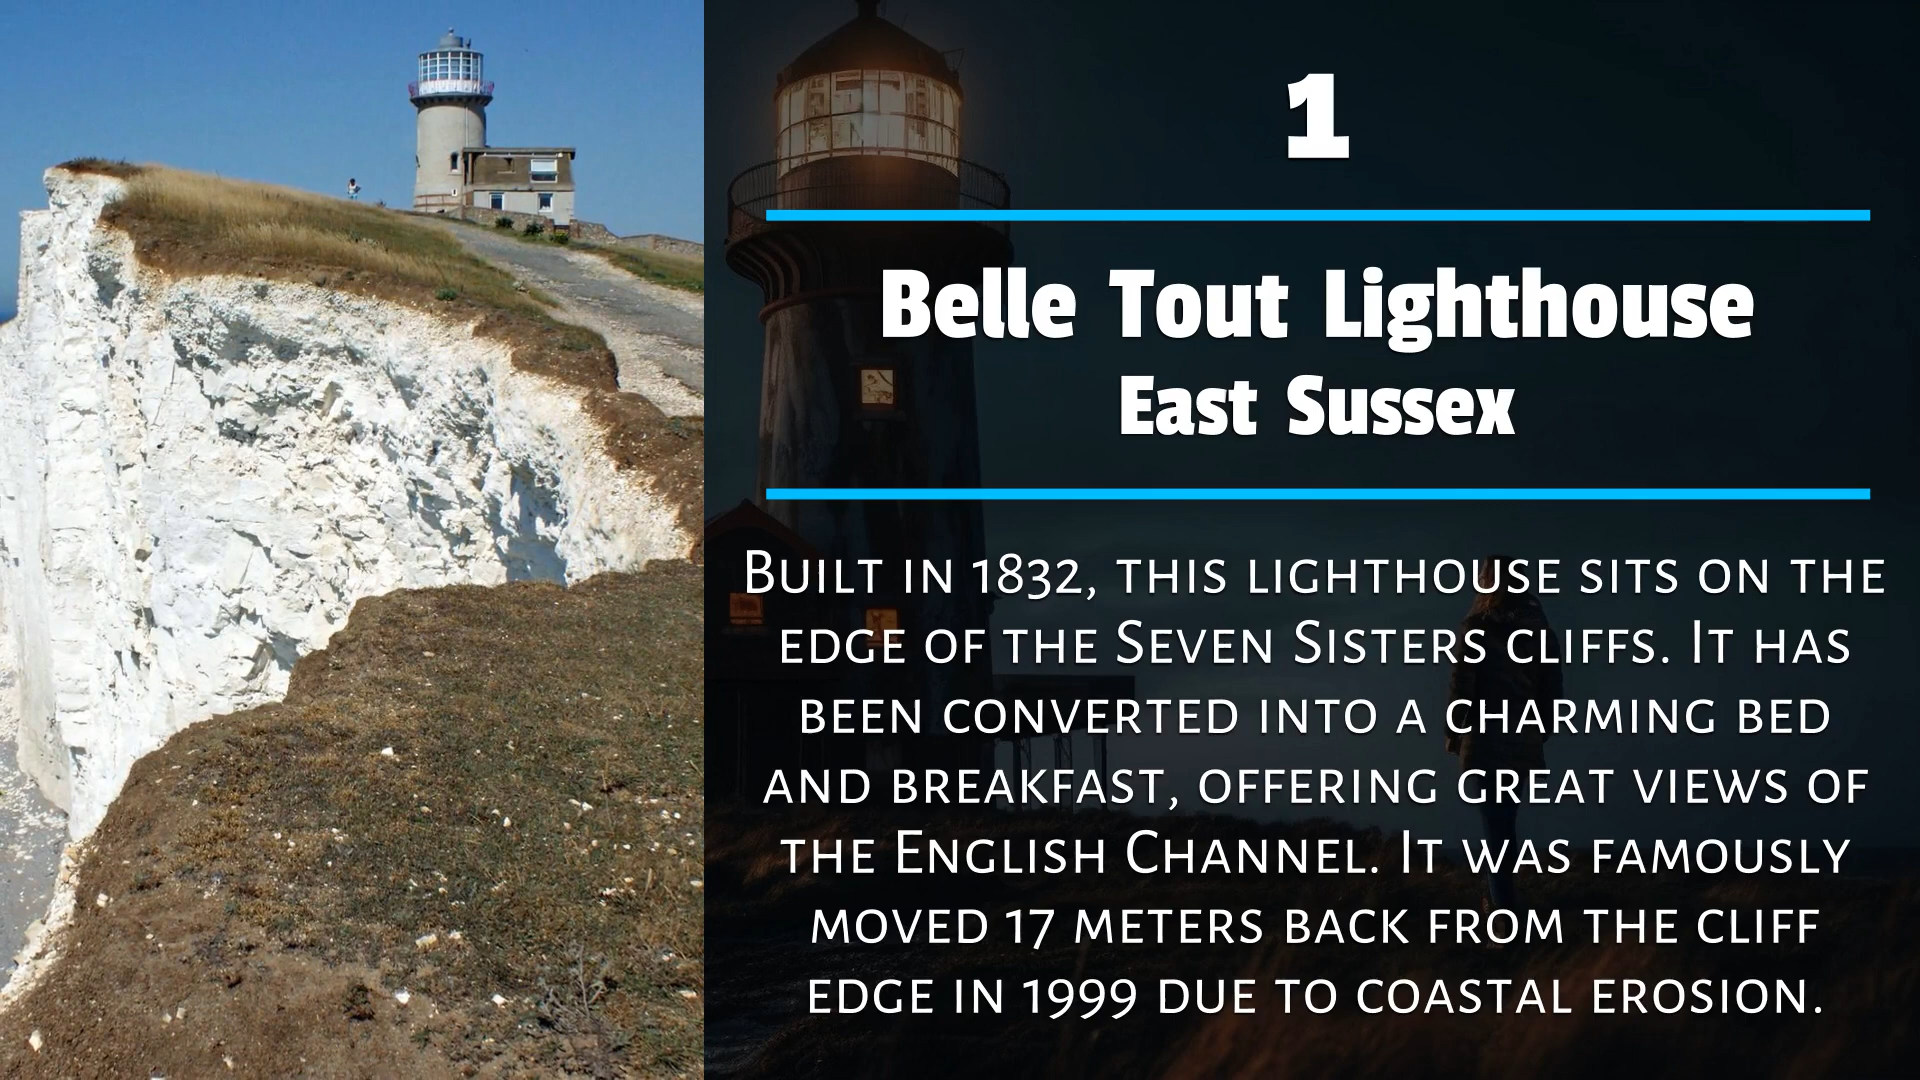 1
Belle Tout Lighthouse
East Sussex
Built in 1832, this lighthouse sits on the
edge of the Seven Sisters cliffs. It has
been converted into a charming bed
and breakfast, offering great views of
the English Channel. It was famously
moved 17 meters back from the cliff
edge in 1999 due to coastal erosion.